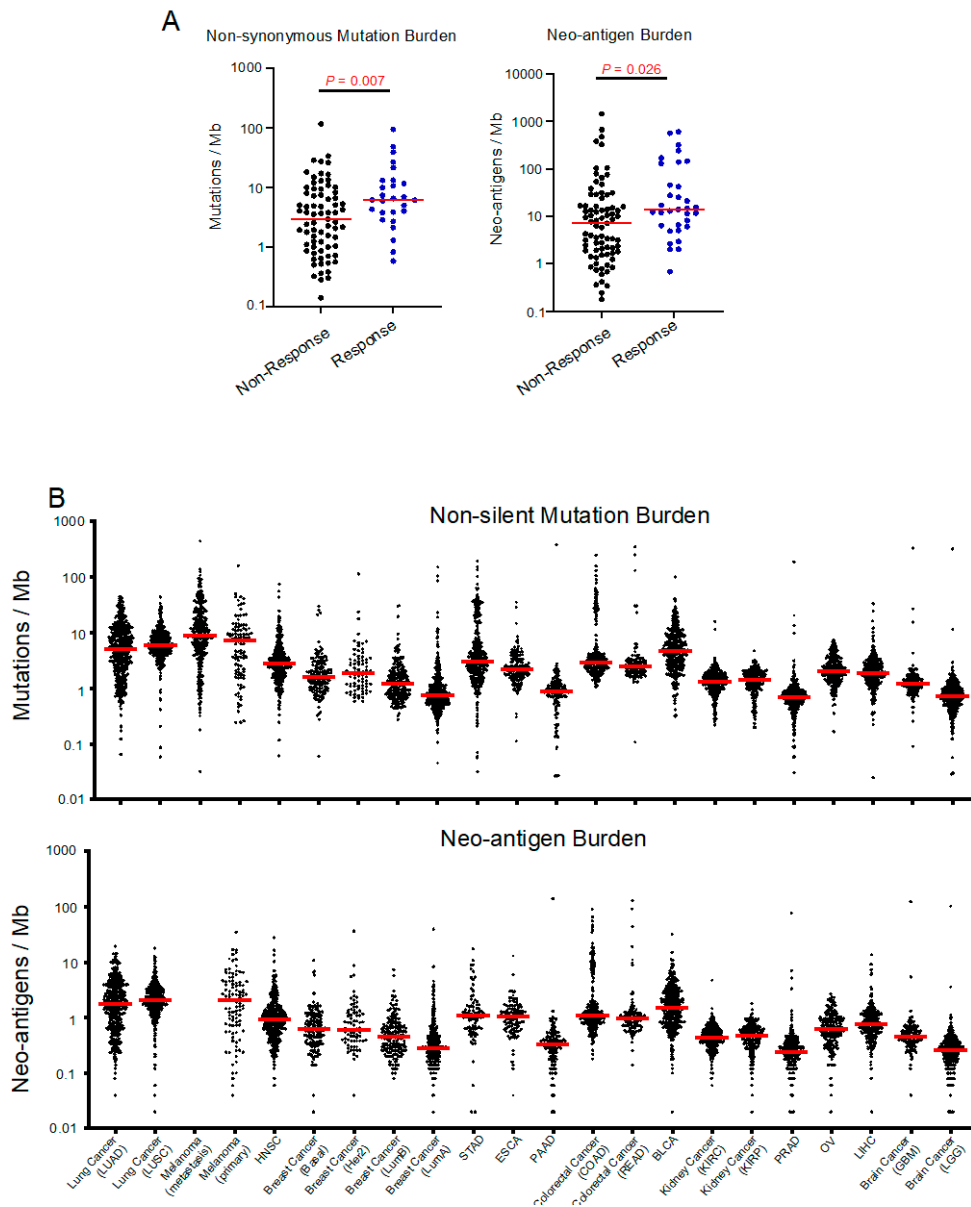 A
Non-synonymous Mutation Burden
Mutations / Mb
1000
100
10
1
0.1
P = 0.007
Non-Response
Response
Neo-antigen Burden
Neo-antigens / Mb
10000
1000
100
10
1
0.1
P = 0.026
Non-Response
Response
B
Non-silent Mutation Burden
Mutations / Mb
1000
100
10
1
0.1
0.01
Neo-antigen Burden
Neo-antigens / Mb
1000
100
10
1
0.1
0.01
Lung Cancer
(LUAD)
Lung Cancer
(LUSC)
Melanoma
(metastasis)
Melanoma
(primary)
HNSC
Breast Cancer
(Basal)
Breast Cancer
(Her2)
Breast Cancer
(LumB)
Breast Cancer
(LumA)
STAD
ESCA
PAAD
Colorectal Cancer
(COAD)
Colorectal Cancer
(READ)
BLCA
Kidney Cancer
(KIRC)
Kidney Cancer
(KIRP)
PRAD
OV
LIHC
Brain Cancer
(GBM)
Brain Cancer
(LGG)